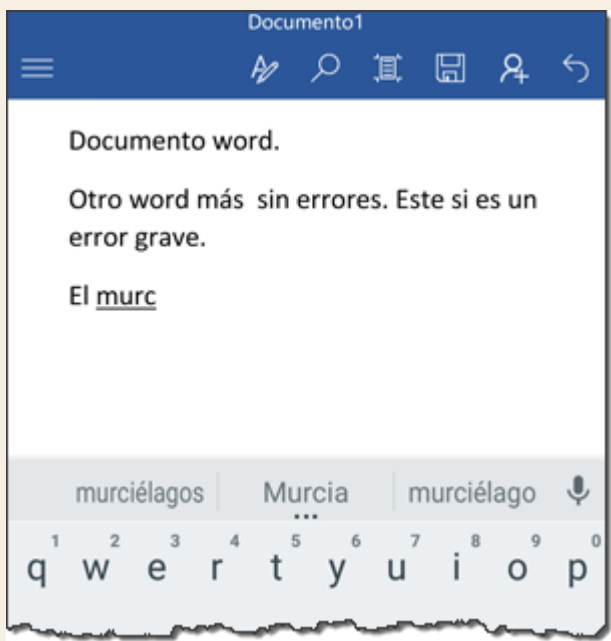 Documento1
Documento word.
Otro word más  sin errores. Este si es un
error grave.
El murc
murciélagos Murcia murciélago
1 2 3 4 5 6 7 8 9 0
q w e r t y u i o p